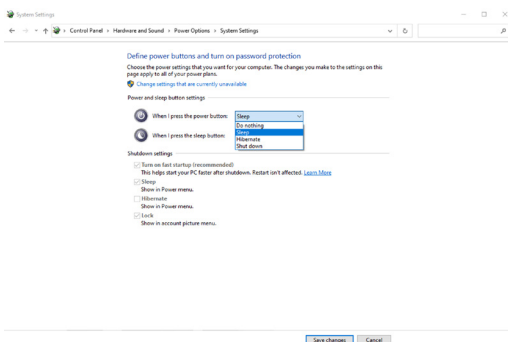 System Settings
Control Panel > Hardware and Sound > Power Options > System Settings
Define power buttons and turn on password protection
Choose the power settings that you want for your computer. The changes you make to the settings on this
page apply to all of your power plans.
Change settings that are currently unavailable
Power and sleep button settings
When I press the power button: Sleep
Do nothing
Sleep
Hibernate
Shut down
When I press the sleep button:
Shutdown settings
Turn on fast startup (recommended)
This helps start your PC faster after shutdown. Restart isn't affected. Learn More
Sleep
Show in Power menu.
Hibernate
Show in Power menu.
Lock
Show in account picture menu.
Save changes Cancel